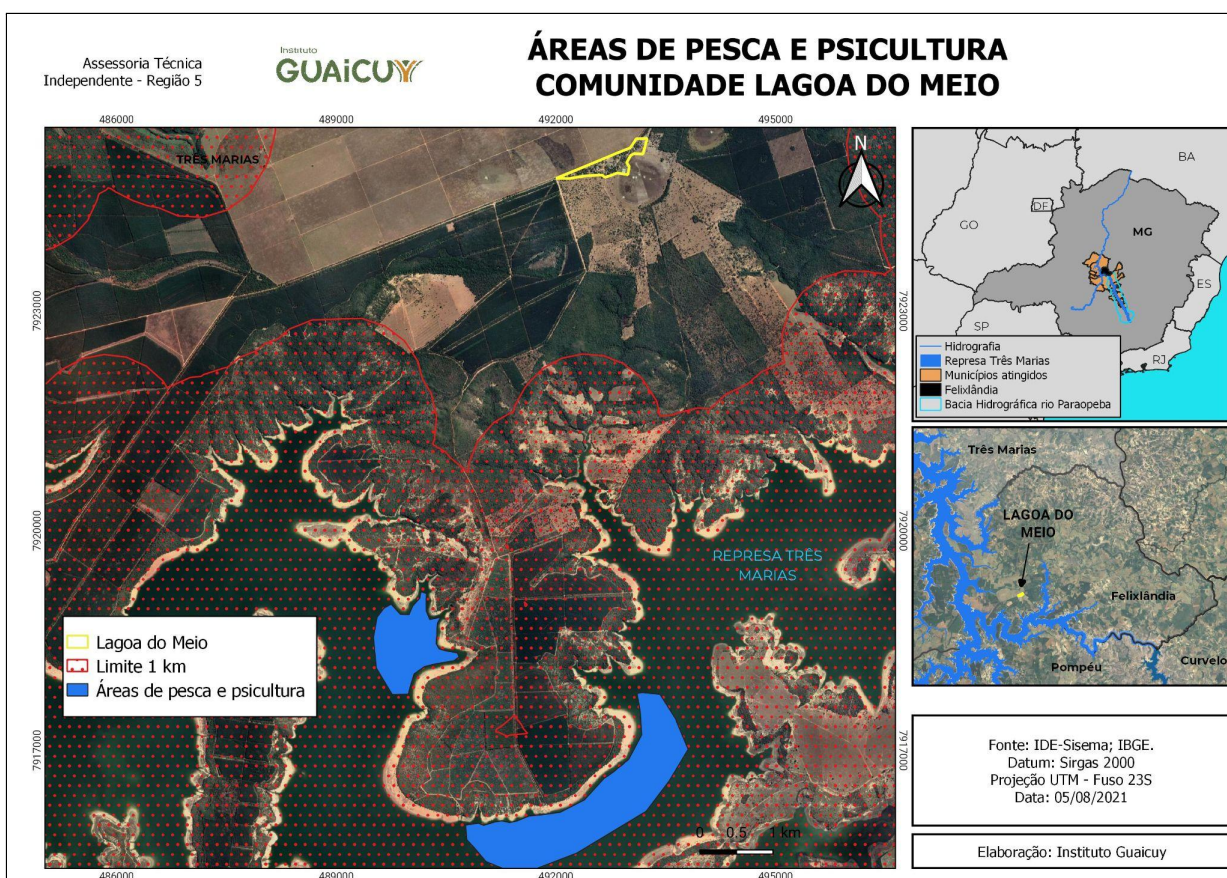 Assessoria Técnica
Independente - Região 5
Instituto
GUAiCUY
ÁREAS DE PESCA E PSICULTURA
COMUNIDADE LAGOA DO MEIO
486000
489000
492000
495000
TRÊS MARIAS
N
7923000
7923000
7920000
7920000
7917000
7917000
REPRESA TRÊS
MARIAS
Lagoa do Meio
Limite 1 km
Áreas de pesca e psicultura
0 0.5 1 km
486000
489000
492000
495000
BA
DF
GO
MG
ES
SP
RJ
Hidrografia
Represa Três Marias
Municípios atingidos
Felixlândia
Bacia Hidrográfica rio Paraopeba
Três Marias
LAGOA DO
MEIO
Felixlândia
Pompéu
Curvelo
Fonte: IDE-Sisema; IBGE.
Datum: Sirgas 2000
Projeção UTM - Fuso 23S
Data: 05/08/2021
Elaboração: Instituto Guaicuy